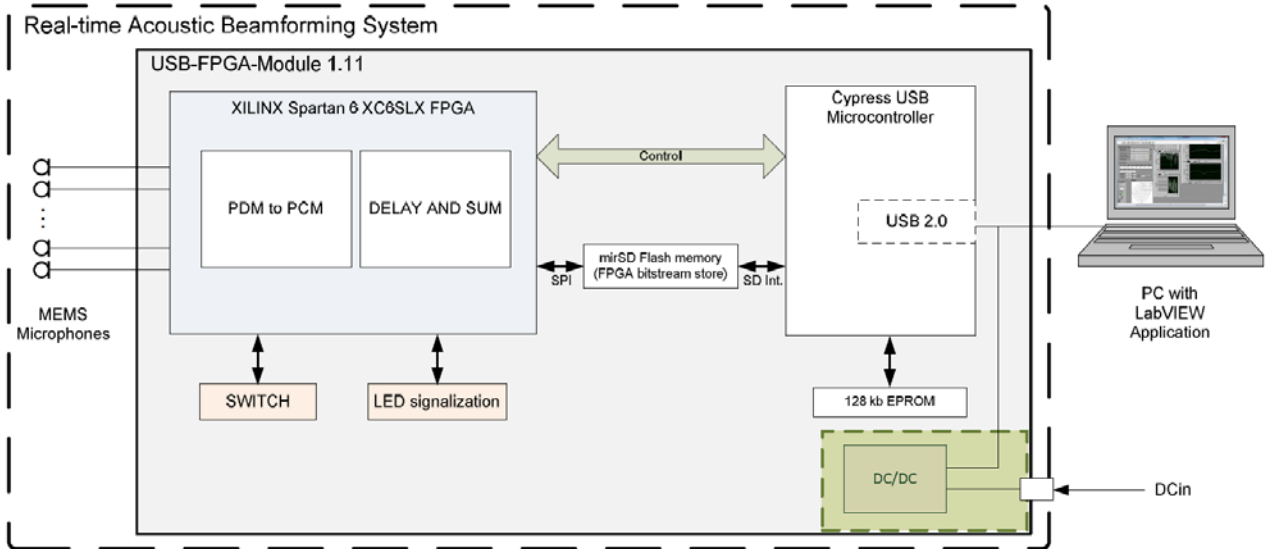 Real-time Acoustic Beamforming System
USB-FPGA-Module 1.11
XILINX Spartan 6 XC6SLX FPGA
PDM to PCM
DELAY AND SUM
Control
Cypress USB
Microcontroller
USB 2.0
mirSD Flash memory
(FPGA bitstream store)
SPI
SD Int.
MEMS
Microphones
PC with
LabVIEW
Application
SWITCH
LED signalization
128 kb EPROM
DC/DC
DCin